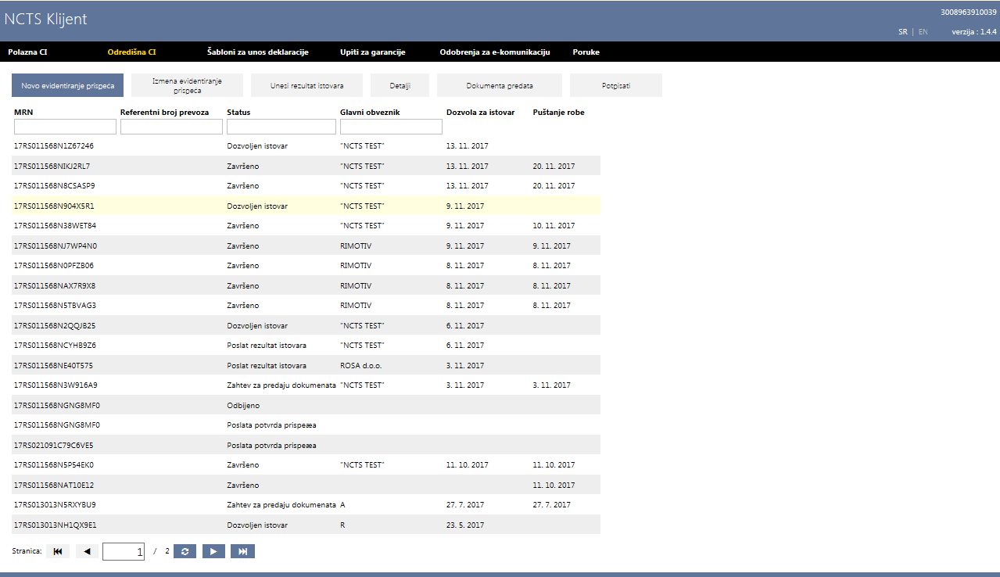 NCTS Klijent
3008963910039
SR | EN verzija : 1.4.4
Polazna CI Odredišna CI Šabloni za unos deklaracije Upiti za garancije Odobrenja za e-komunikaciju Poruke
Novo evidentiranje prispeća Izmena evidentiranje prispeća Unesi rezultat istovara Detalji Dokumenta predata Potpisati
MRN Referentni broj prevoza Status Glavni obveznik Dozvola za istovar Puštanje robe
17RS011568N1Z67246 Dozvoljen istovar "NCTS TEST" 13. 11. 2017
17RS011568NIKJ2RL7 Završeno "NCTS TEST" 13. 11. 2017 20. 11. 2017
17RS011568N8CSASP9 Završeno "NCTS TEST" 13. 11. 2017 20. 11. 2017
17RS011568N904X5R1 Dozvoljen istovar "NCTS TEST" 9. 11. 2017
17RS011568N38WET84 Završeno "NCTS TEST" 9. 11. 2017 10. 11. 2017
17RS011568NJ7WP4N0 Završeno RIMOTIV 9. 11. 2017 9. 11. 2017
17RS011568N0PFZB06 Završeno RIMOTIV 8. 11. 2017 8. 11. 2017
17RS011568NAX7R9X8 Završeno RIMOTIV 8. 11. 2017 8. 11. 2017
17RS011568N5TBVAG3 Završeno RIMOTIV 8. 11. 2017 8. 11. 2017
17RS011568N2QQJB25 Dozvoljen istovar "NCTS TEST" 6. 11. 2017
17RS011568NCYHB9Z6 Poslat rezultat istovara "NCTS TEST" 6. 11. 2017
17RS011568NE40T575 Poslat rezultat istovara ROSA d.o.o. 3. 11. 2017
17RS011568N3W916A9 Zahtev za predaju dokumenata "NCTS TEST" 3. 11. 2017 3. 11. 2017
17RS011568NGNG8MF0 Odbijeno
17RS011568NGNG8MF0 Poslata potvrda prispeæa
17RS021091C79C6VE5 Poslata potvrda prispeæa
17RS011568N5P54EK0 Završeno "NCTS TEST" 11. 10. 2017 11. 10. 2017
17RS011568NAT10E12 Završeno 11. 10. 2017
17RS013013N5RXYBU9 Zahtev za predaju dokumenata A 27. 7. 2017 27. 7. 2017
17RS013013NH1QX9E1 Dozvoljen istovar R 23. 5. 2017
Stranica: 1 / 2